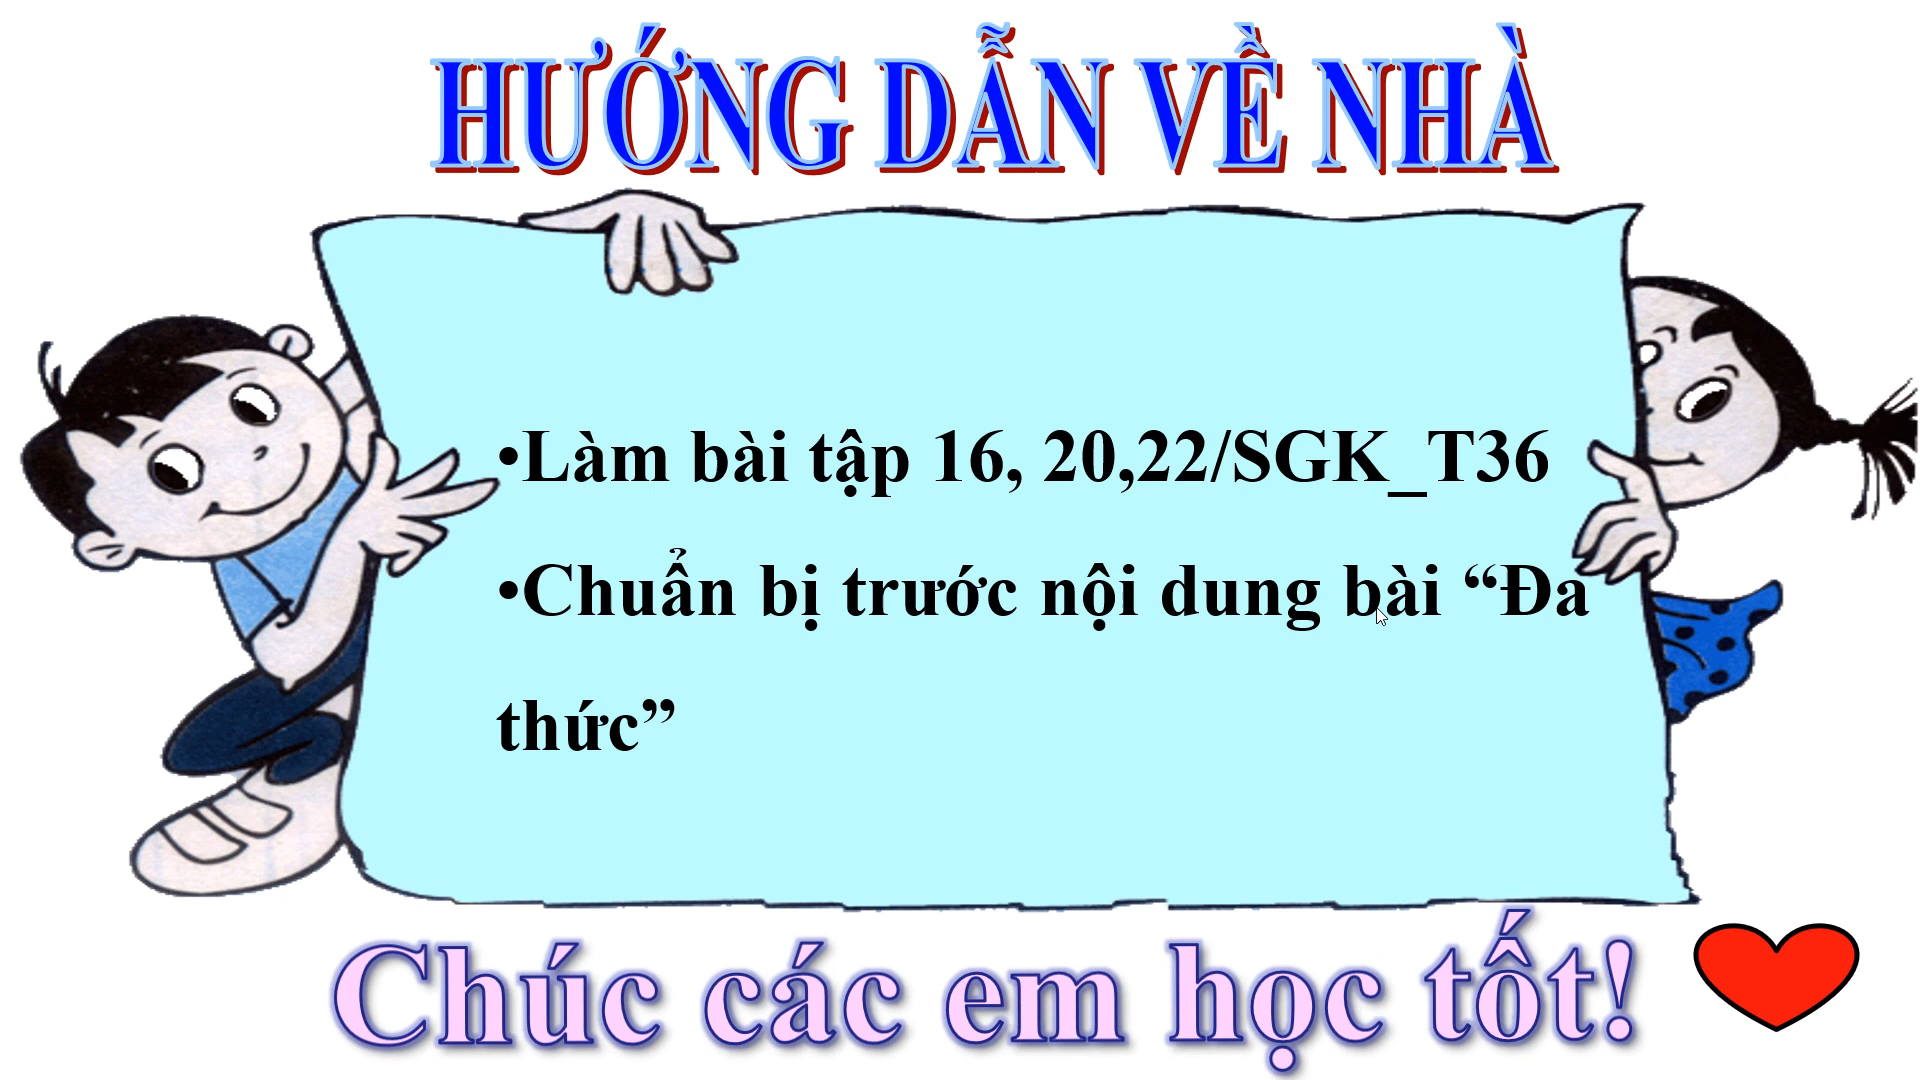 HƯỚNG DẪN VỀ NHÀ
•Làm bài tập 16, 20,22/SGK_T36
•Chuẩn bị trước nội dung bài “Đa
thức”
Chúc các em học tốt!